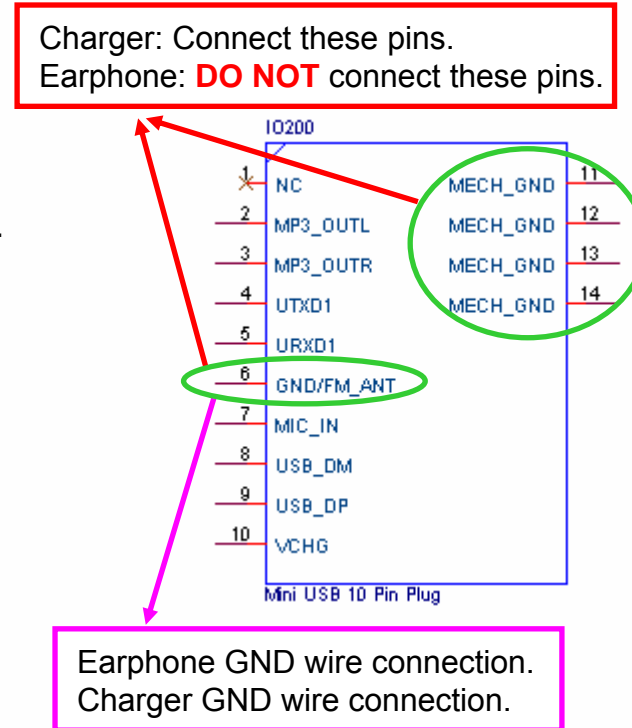 Charger: Connect these pins.
Earphone: DO NOT connect these pins.
IO200
1 NC MECH_GND 11
2 MP3_OUTL MECH_GND 12
3 MP3_OUTR MECH_GND 13
4 UTXD1 MECH_GND 14
5 URXD1
6 GND/FM_ANT
7 MIC_IN
8 USB_DM
9 USB_DP
10 VCHG
Mini USB 10 Pin Plug
Earphone GND wire connection.
Charger GND wire connection.